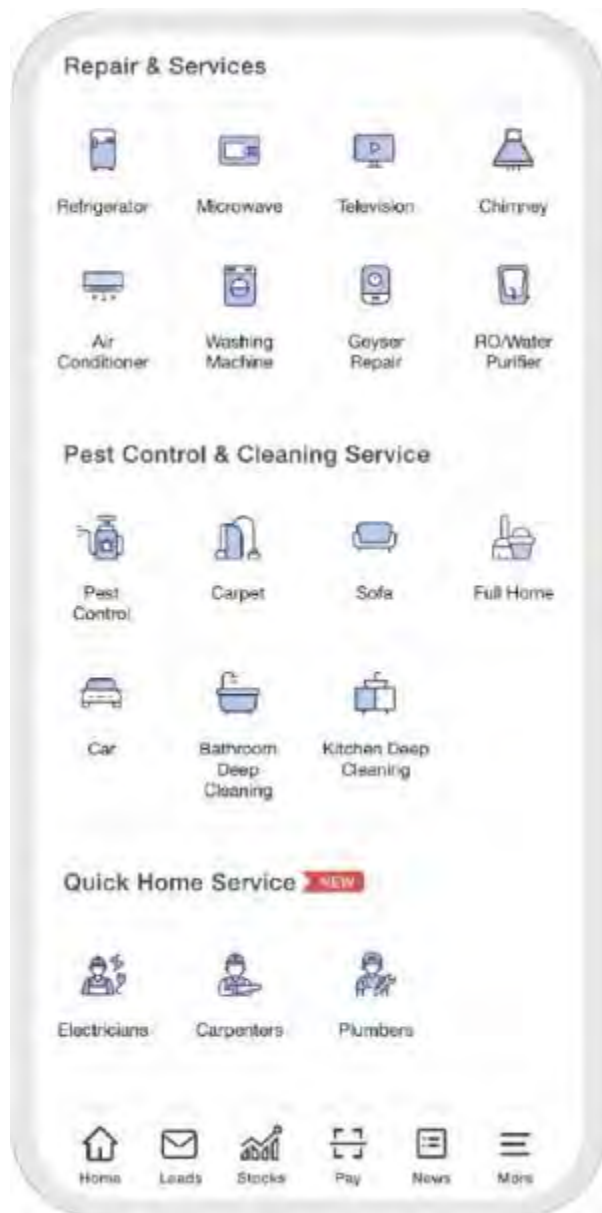 Repair & Services
Refrigerator
Microwave
Television
Chimney
Air
Conditioner
Washing
Machine
Geyser
Repair
RO/Water
Purifier
Pest Control & Cleaning Service
Pest
Control
Carpet
Sofa
Full Home
Car
Bathroom
Deep
Cleaning
Kitchen Deep
Cleaning
Quick Home Service NEW
Electricians
Carpenters
Plumbers
Home
Leads
Stocks
Pay
News
More